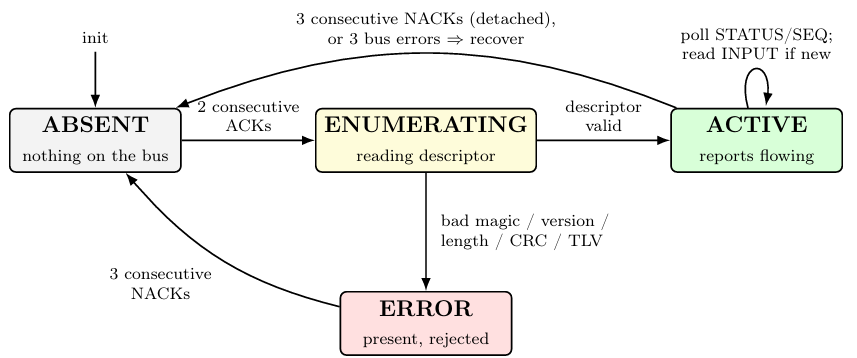 3 consecutive NACKs (detached),
or 3 bus errors ⇒ recover
init
poll STATUS/SEQ;
read INPUT if new
ABSENT
nothing on the bus
2 consecutive
ACKs
ENUMERATING
reading descriptor
descriptor
valid
ACTIVE
reports flowing
bad magic / version /
length / CRC / TLV
3 consecutive
NACKs
ERROR
present, rejected